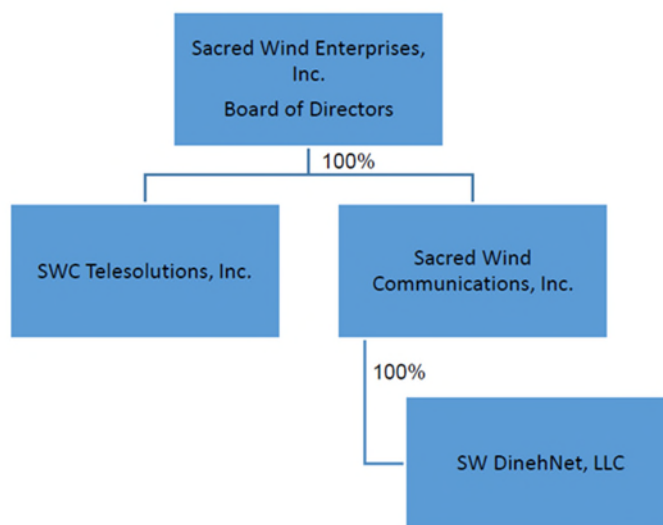 Sacred Wind Enterprises,
Inc.
Board of Directors
100%
SWC Telesolutions, Inc.
Sacred Wind
Communications, Inc.
100%
SW DinehNet, LLC